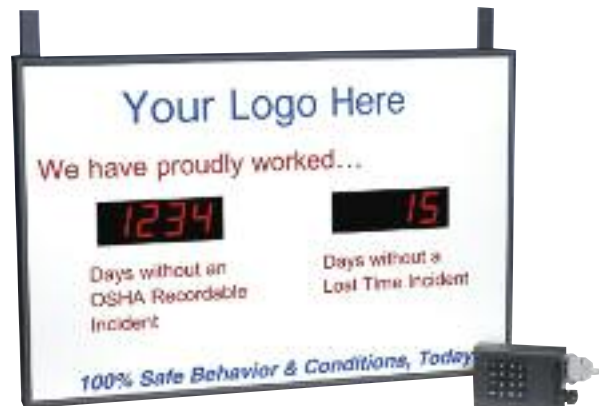 Your Logo Here
We have proudly worked...
1234
15
Days without an
OSHA Recordable
Incident
Days without a
Lost Time Incident
100% Safe Behavior & Conditions, Today